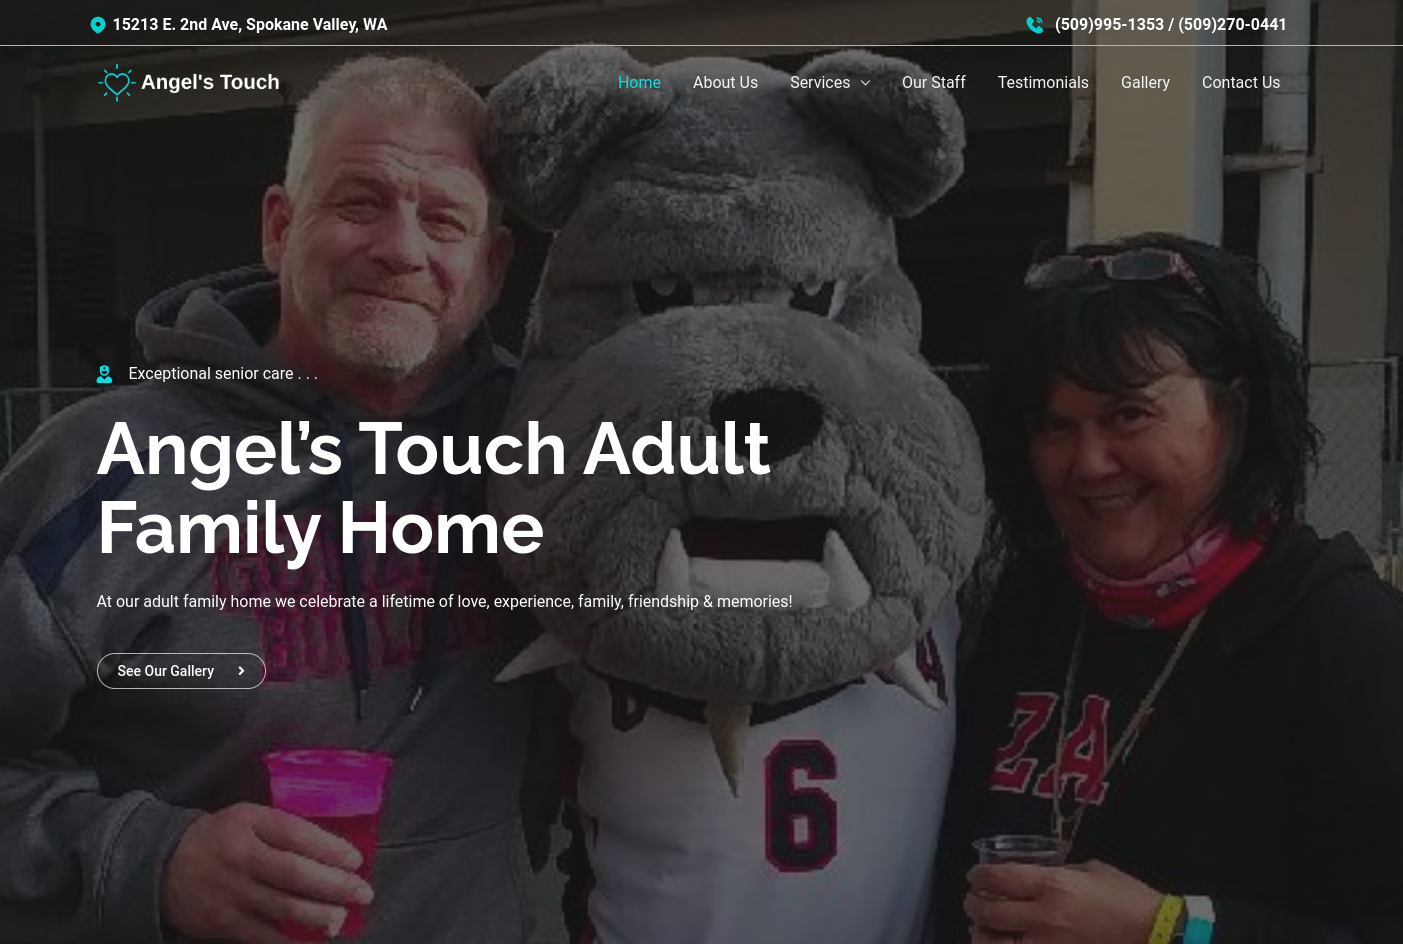 15213 E. 2nd Ave, Spokane Valley, WA
(509)995-1353 / (509)270-0441
Angel's Touch
Home
About Us
Services
Our Staff
Testimonials
Gallery
Contact Us
Exceptional senior care . . .
Angel’s Touch Adult
Family Home
At our adult family home we celebrate a lifetime of love, experience, family, friendship & memories!
See Our Gallery
6
ZA